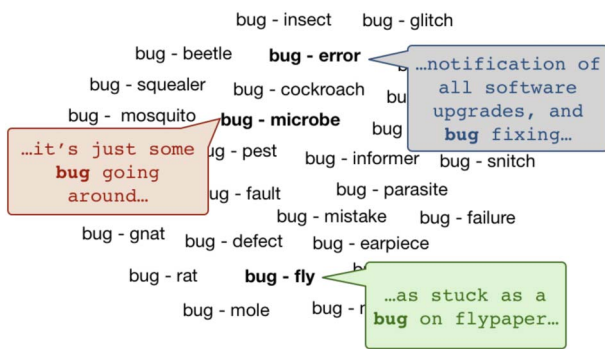 bug - insect bug - glitch
bug - beetle bug - error
bug - squealer bug - cockroach
bug - mosquito bug - microbe bug
bug - pest bug - informer bug - snitch
bug - fault bug - parasite
bug - mistake bug - failure
bug - gnat bug - defect bug - earpiece
bug - rat bug - fly
bug - mole bug -
…notification of
all software
upgrades, and
bug fixing…
…it's just some
bug going
around…
…as stuck as a
bug on flypaper…